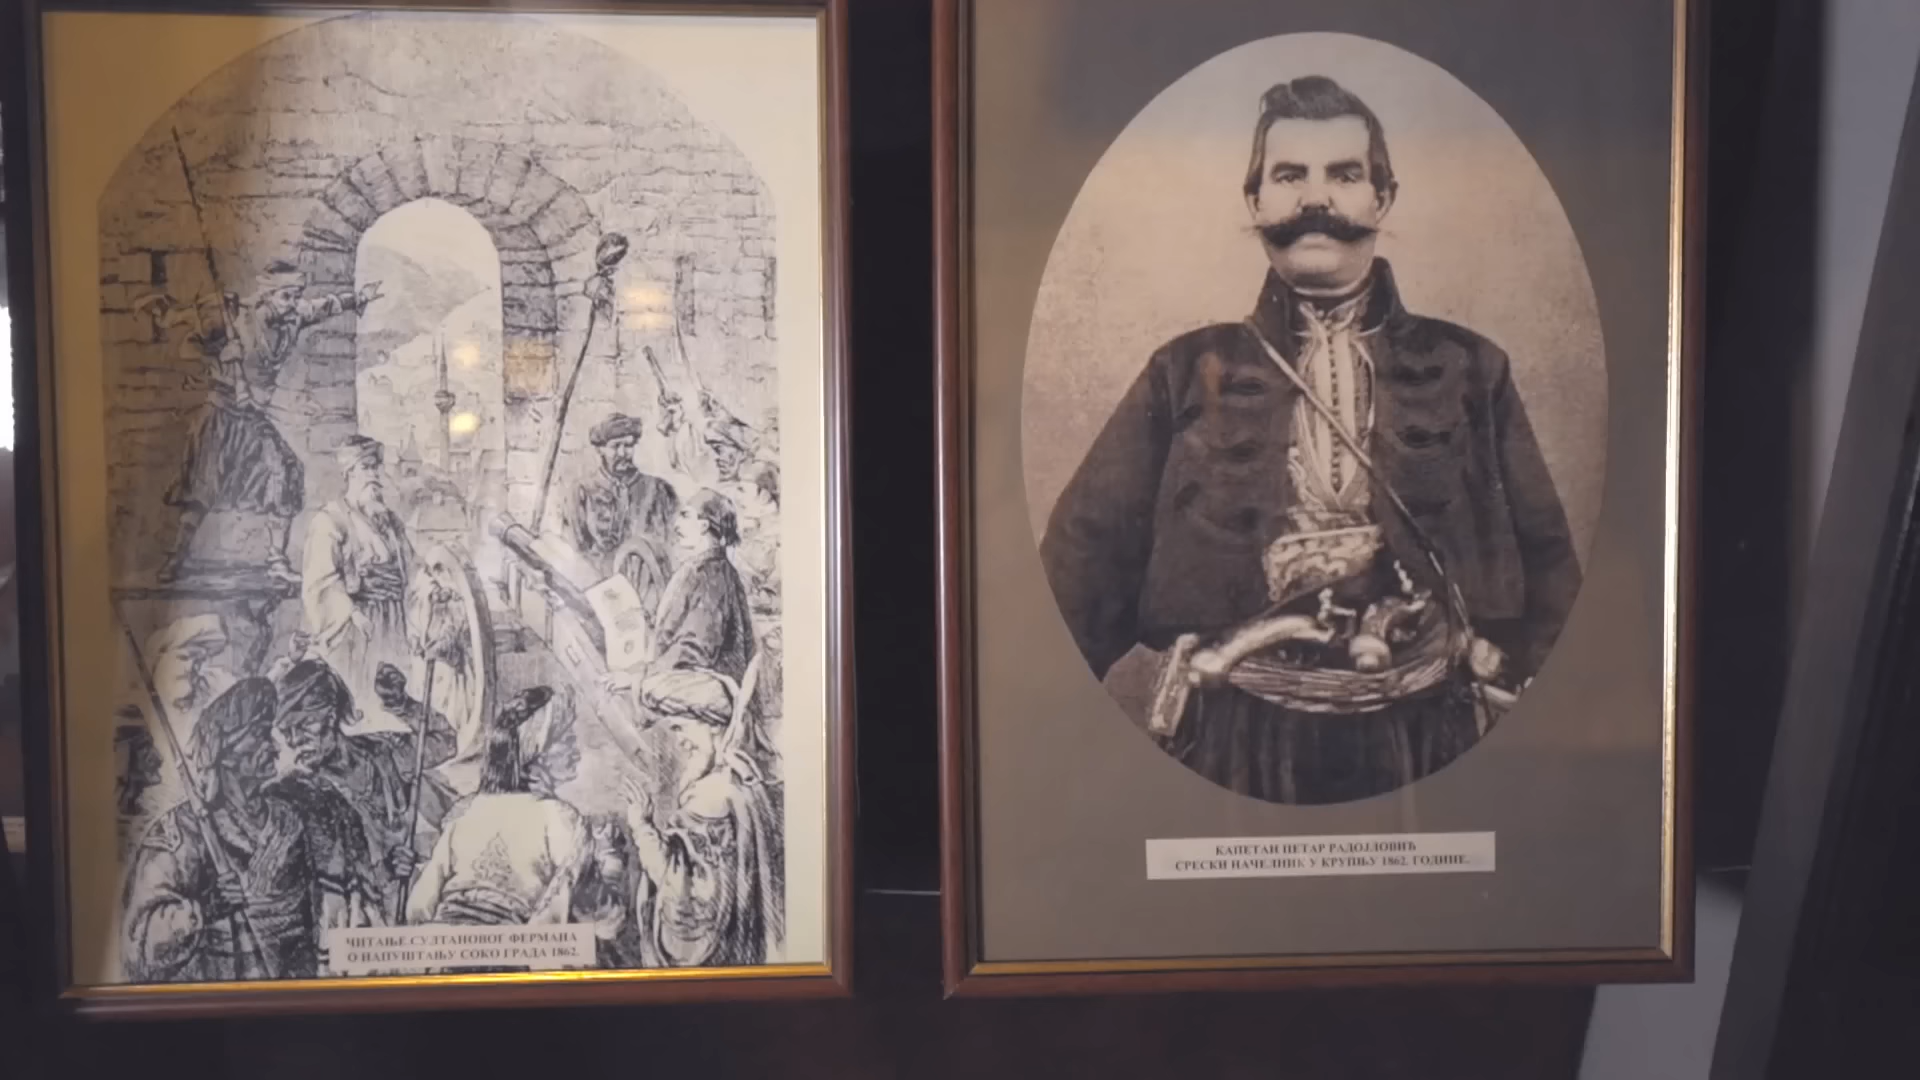 ЧИТАЊЕ СУЛТАНОВОГ ФЕРМАНА
О НАПУШТАЊУ СОКО ГРАДА 1862.
КАПЕТАН ПЕТАР РАДОЈЛОВИЋ
СРЕСКИ НАЧЕЛНИК У КРУПЊУ 1862. ГОДИНЕ.